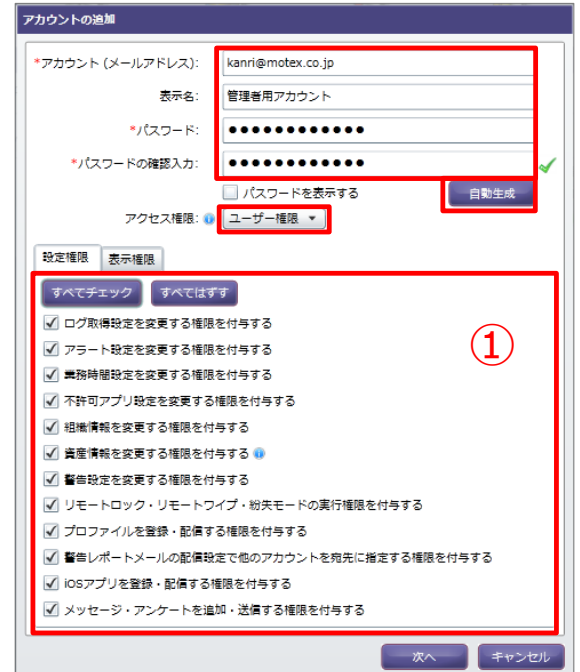 アカウントの追加
*アカウント (メールアドレス): kanri@motex.co.jp
表示名: 管理者用アカウント
*パスワード: ●●●●●●●●●●●●
*パスワードの確認入力: ●●●●●●●●●●●●
パスワードを表示する 自動生成
アクセス権限: ユーザー権限
設定権限 表示権限
すべてチェック すべてはずす
①
ログ取得設定を変更する権限を付与する
アラート設定を変更する権限を付与する
業務時間設定を変更する権限を付与する
不許可アプリ設定を変更する権限を付与する
組織情報を変更する権限を付与する
資産情報を変更する権限を付与する
警告設定を変更する権限を付与する
リモートロック・リモートワイプ・紛失モードの実行権限を付与する
プロファイルを登録・配信する権限を付与する
警告レポートメールの配信設定で他のアカウントを宛先に指定する権限を付与する
iOSアプリを登録・配信する権限を付与する
メッセージ・アンケートを追加・送信する権限を付与する
次へ キャンセル